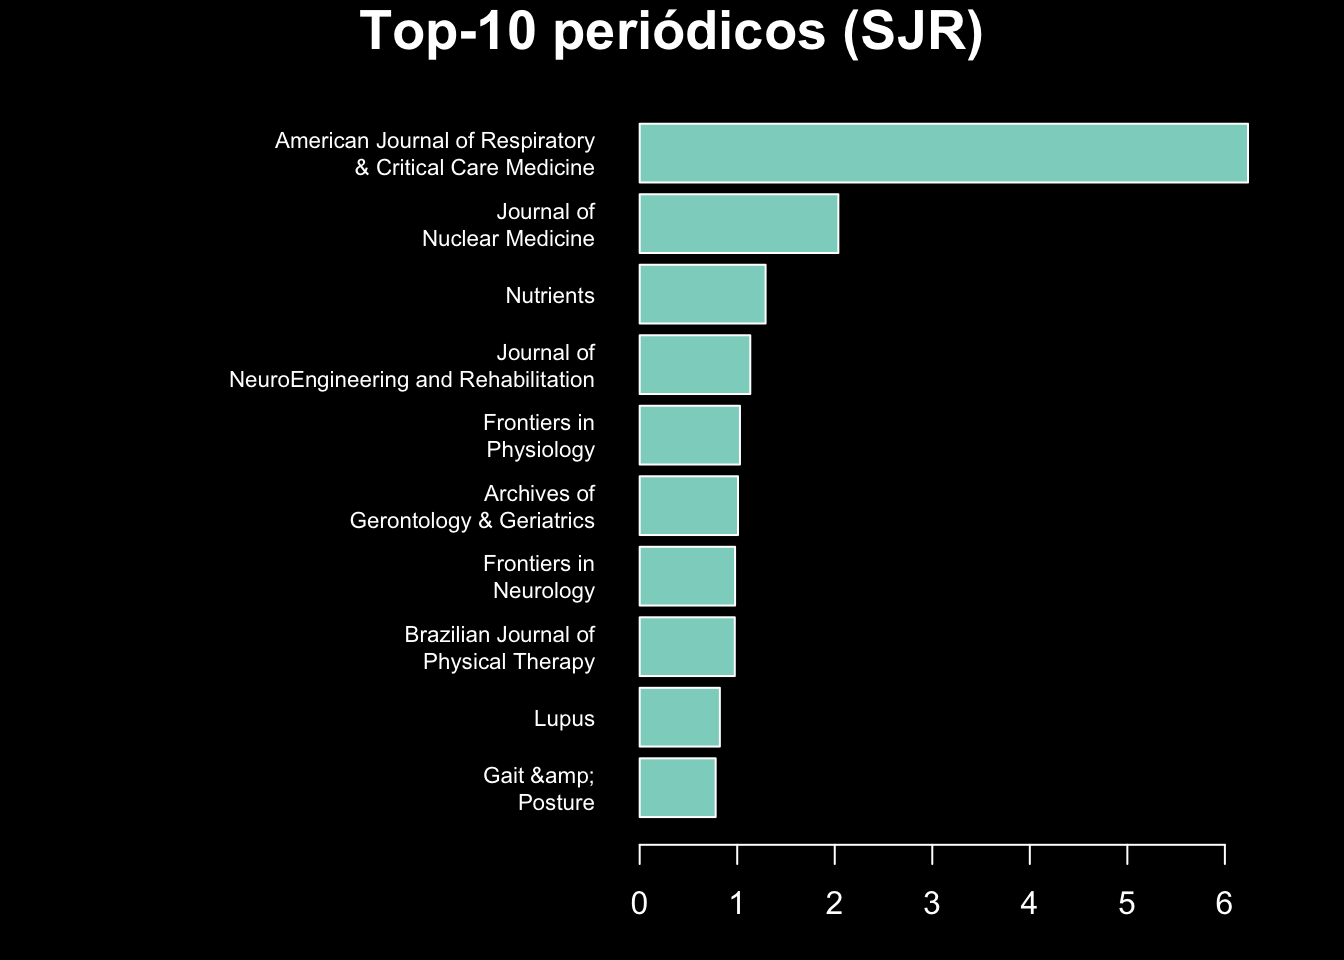 Top-10 periódicos (SJR)
American Journal of Respiratory
& Critical Care Medicine
Journal of
Nuclear Medicine
Nutrients
Journal of
NeuroEngineering and Rehabilitation
Frontiers in
Physiology
Archives of
Gerontology & Geriatrics
Frontiers in
Neurology
Brazilian Journal of
Physical Therapy
Lupus
Gait &amp;
Posture
0 1 2 3 4 5 6